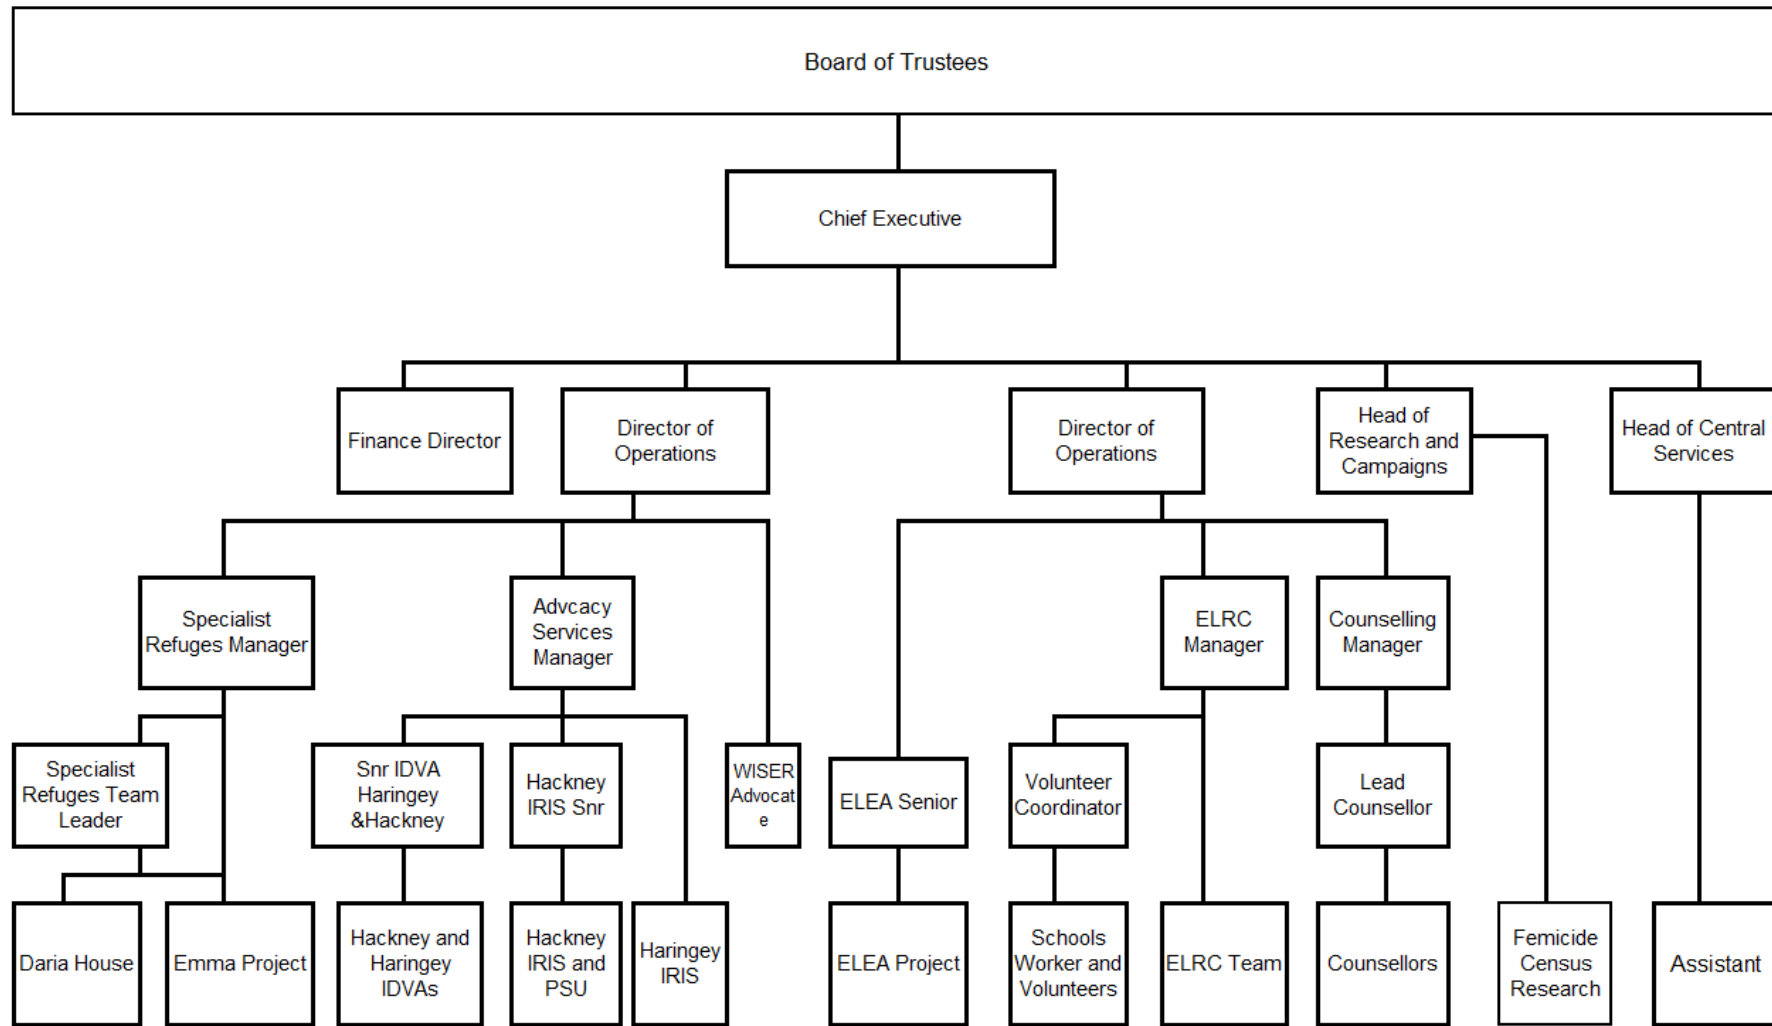 Board of Trustees
Chief Executive
Finance Director
Director of
Operations
Director of
Operations
Head of
Research and
Campaigns
Head of Central
Services
Specialist
Refuges Manager
Advcacy
Services
Manager
ELRC
Manager
Counselling
Manager
Specialist
Refuges Team
Leader
Snr IDVA
Haringey
&Hackney
Hackney
IRIS Snr
WISER
Advocat
e
ELEA Senior
Volunteer
Coordinator
Lead
Counsellor
Daria House
Emma Project
Hackney and
Haringey
IDVAs
Hackney
IRIS and
PSU
Haringey
IRIS
ELEA Project
Schools
Worker and
Volunteers
ELRC Team
Counsellors
Femicide
Census
Research
Assistant